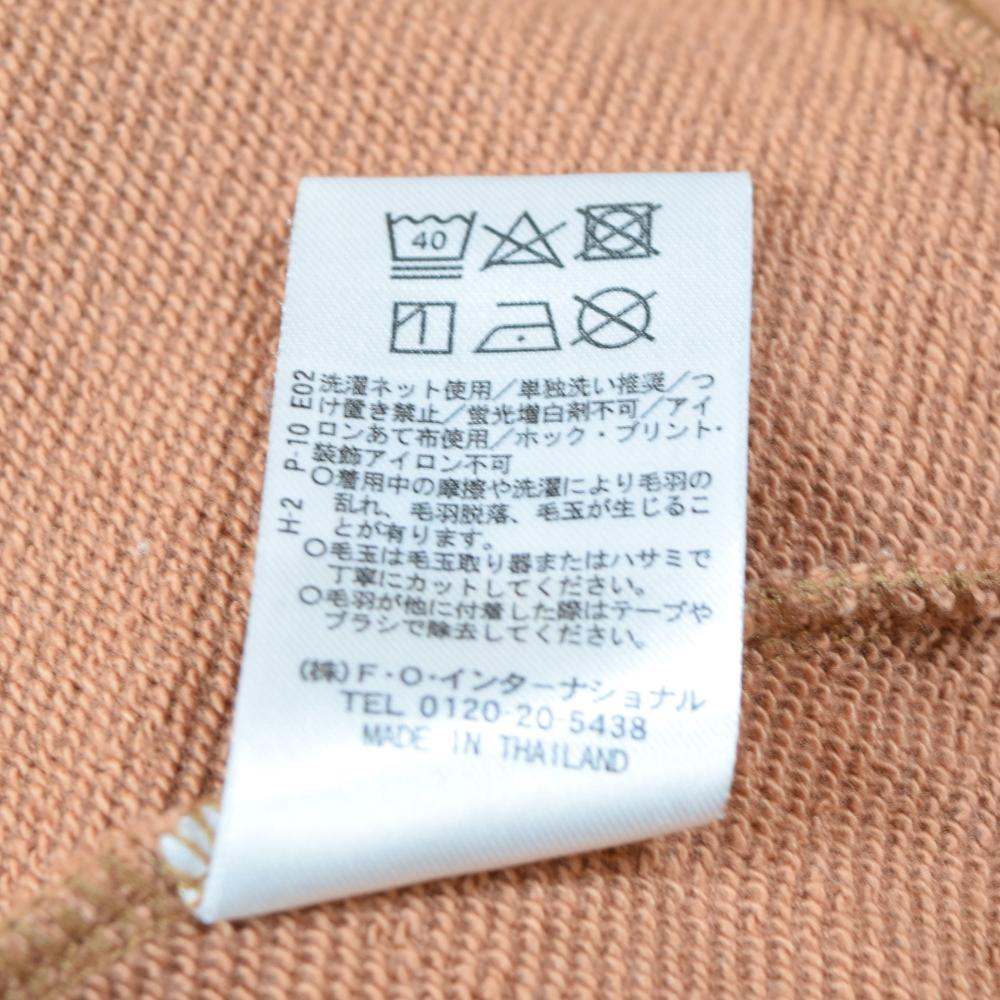 40
洗濯ネット使用/単独洗い推奨/つ
け置き禁止/蛍光増白剤不可/アイ
ロンあて布使用/ホック・プリント・
装飾アイロン不可
○着用中の摩擦や洗濯により毛羽の
乱れ、毛羽脱落、毛玉が生じるこ
とが有ります。
○毛玉は毛玉取り器またはハサミで
丁寧にカットしてください。
○毛羽が他に付着した際はテープや
ブラシで除去してください。
H-2 P-10 E02
(株)F・O・インターナショナル
TEL 0120-20-5438
MADE IN THAILAND